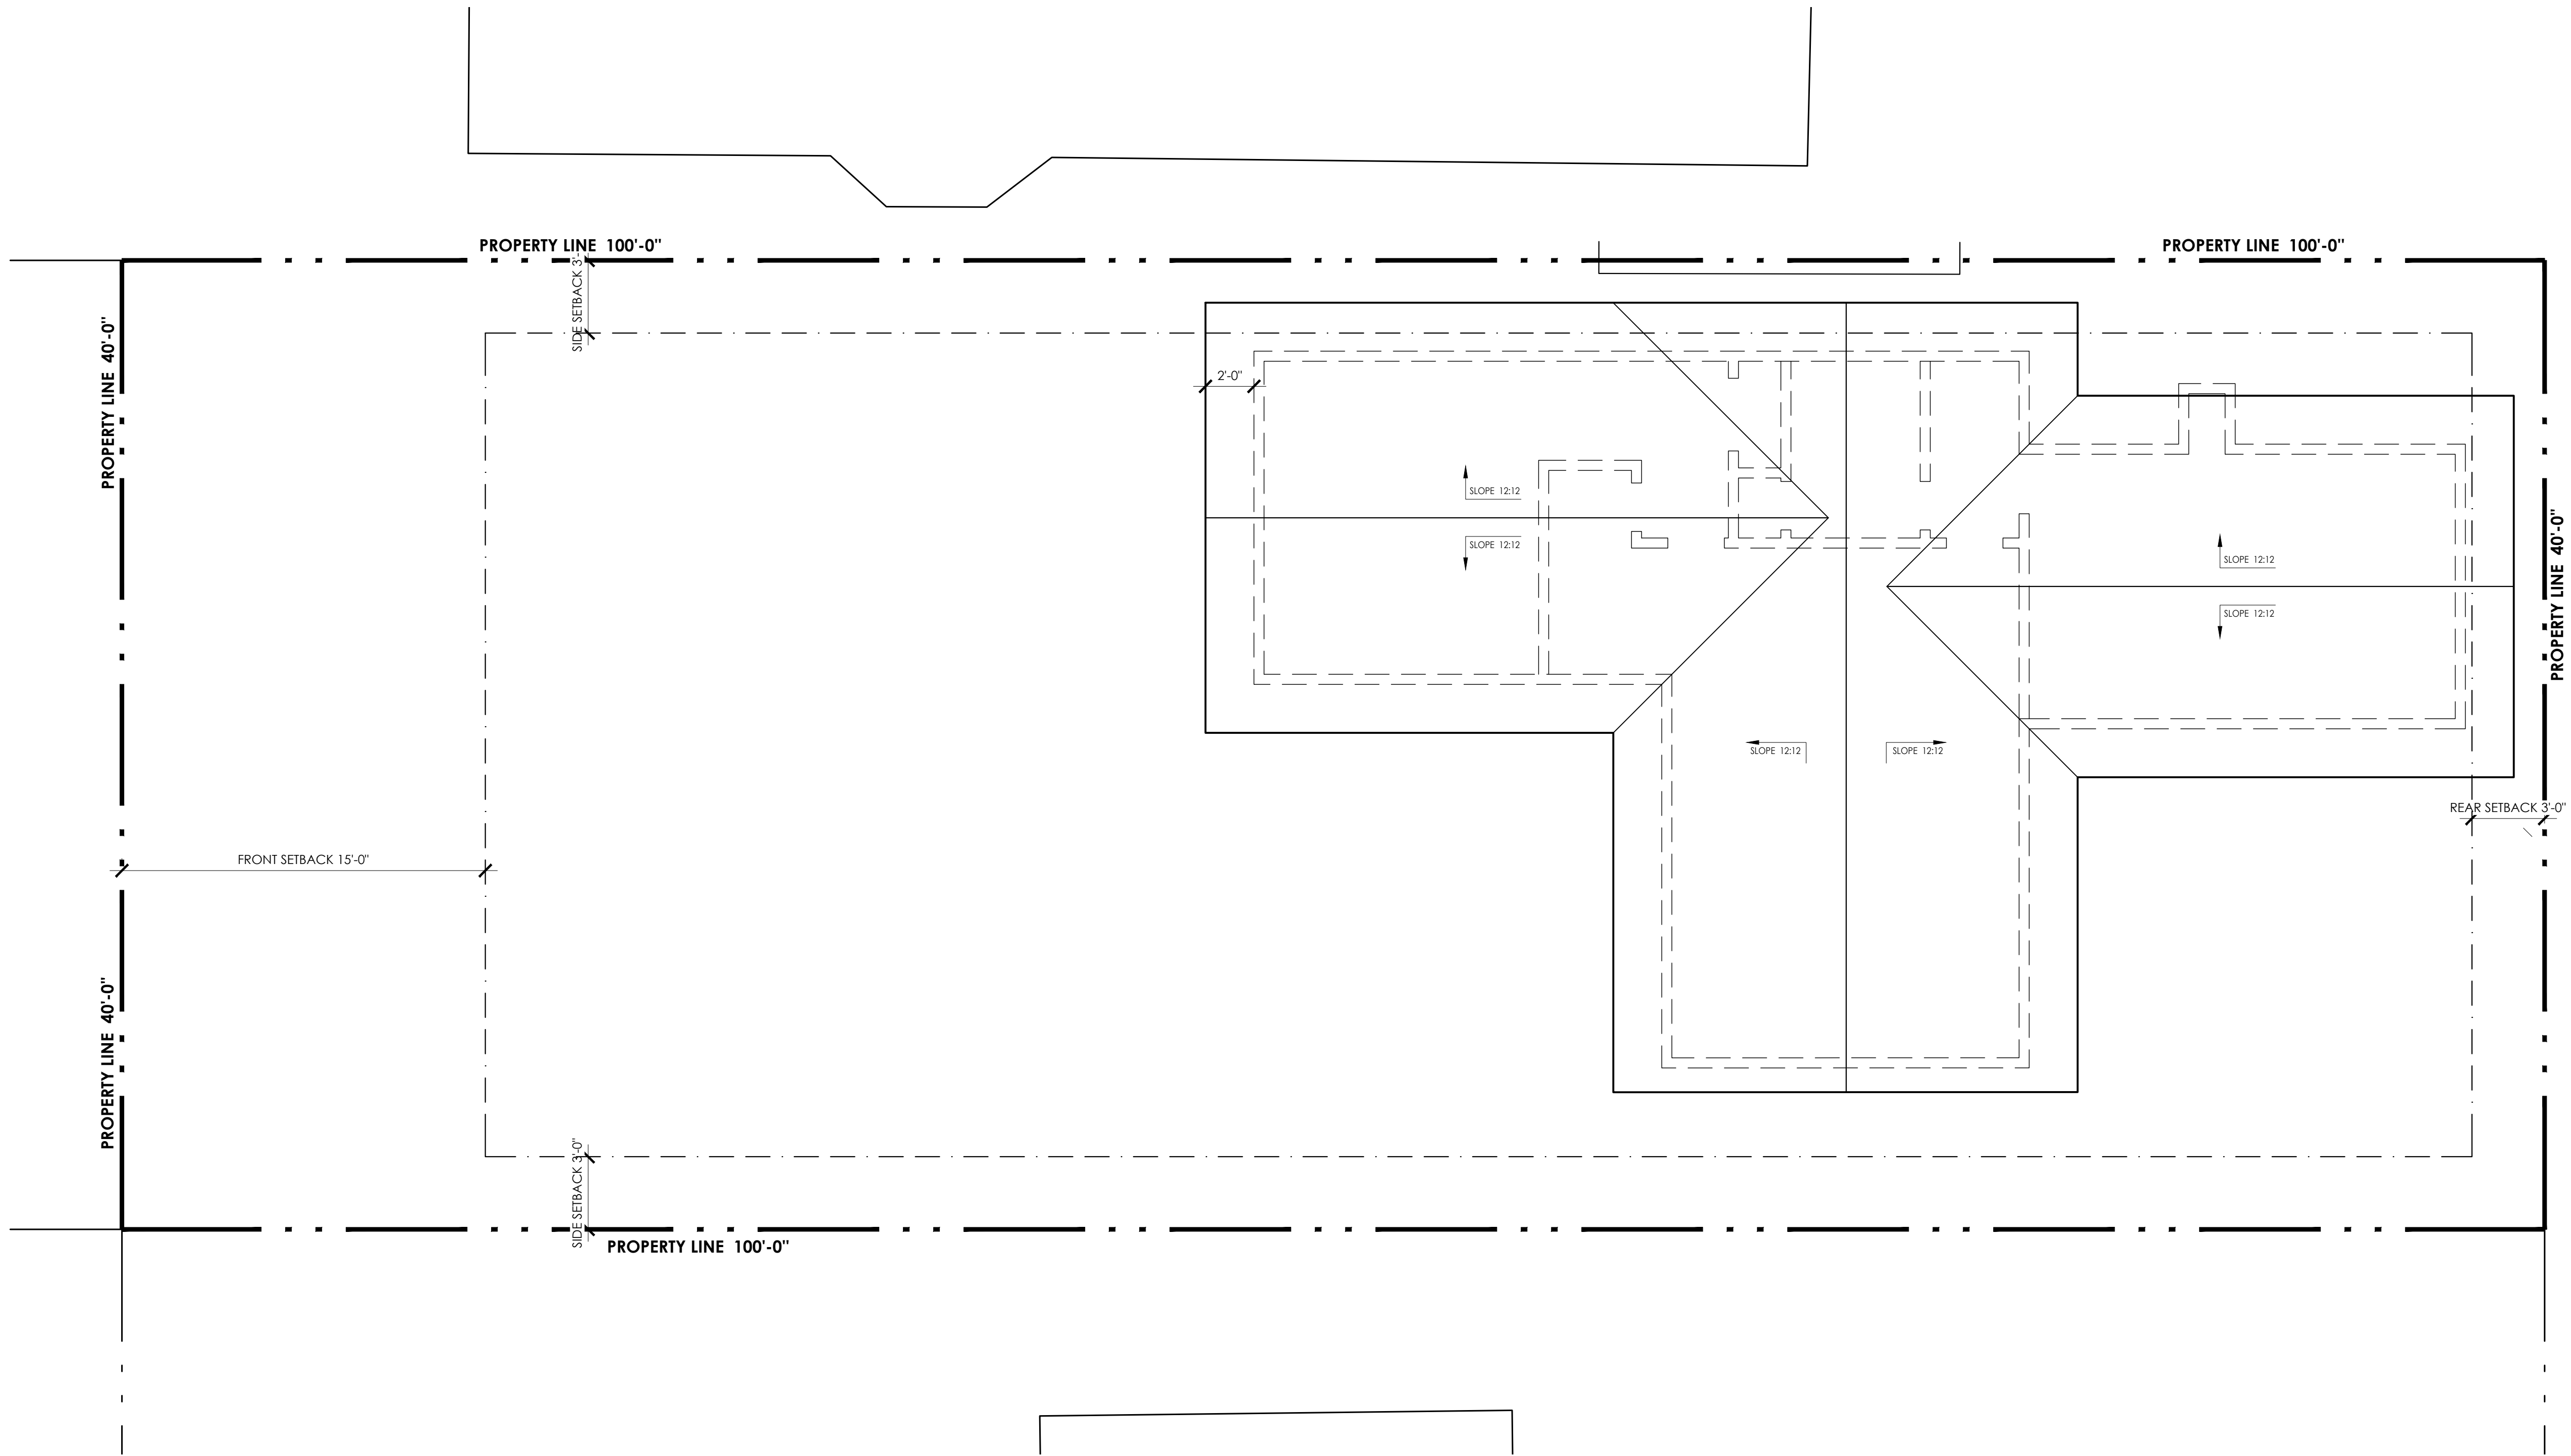 PROPERTY LINE  100'-0"
PROPERTY LINE  100'-0"
SIDE SETBACK 3'-
PROPERTY LINE  40'-0"
2'-0"
SLOPE  12:12
SLOPE  12:12
SLOPE  12:12
SLOPE  12:12
PROPERTY LINE  40'-0"
SLOPE  12:12
SLOPE  12:12
REAR SETBACK 3'-0"
FRONT SETBACK 15'-0"
PROPERTY LINE  40'-0"
SIDE SETBACK 3'-0"
PROPERTY LINE  100'-0"